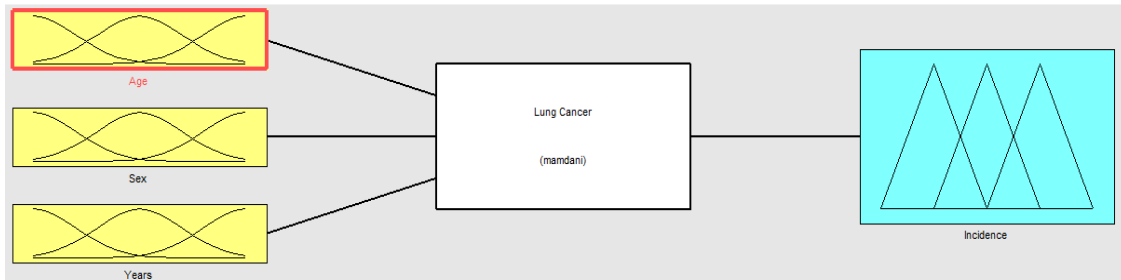 Age
Sex
Years
Lung Cancer
(mamdani)
Incidence